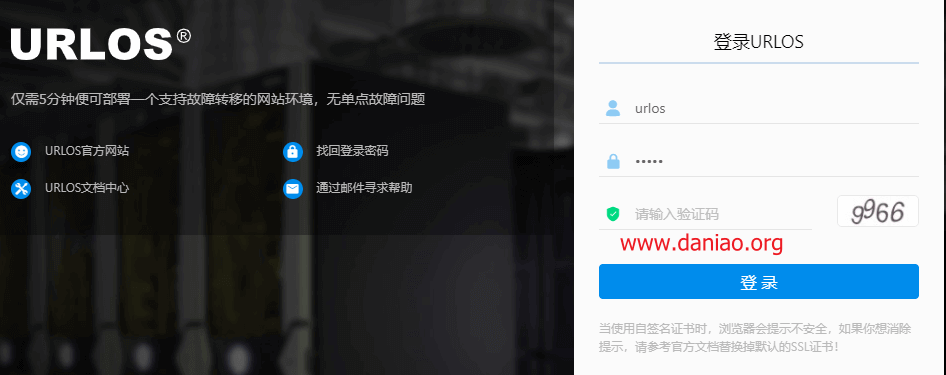 URLOS®
仅需5分钟便可部署一个支持故障转移的网站环境，无单点故障问题
URLOS官方网站
找回登录密码
URLOS文档中心
通过邮件寻求帮助
登录URLOS
urlos
•••••
请输入验证码
g966
www.daniao.org
登 录
当使用自签名证书时，浏览器会提示不安全，如果你想消除
提示，请参考官方文档替换掉默认的SSL证书！